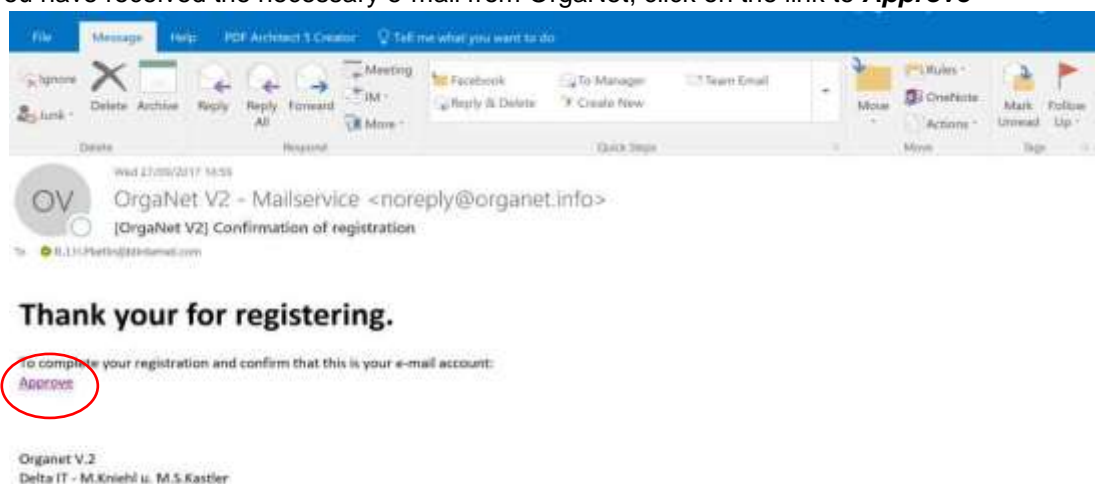 ou have received the necessary e-mail from OrgaNet, click on the link to Approve
File Message Help PDF Architect 5 Creator Tell me what you want to do
Ignore
Junk
Delete Archive Reply Reply All Forward
Meeting
IM
More
Facebook To Manager Team Email
Reply & Delete Create New
Move
Rules
OneNote
Actions
Mark Unread Follow Up
Delete Respond Quick Steps Move Tags
OV
OrgaNet V2 - Mailservice <noreply@organet.info>
[OrgaNet V2] Confirmation of registration
To
Thank your for registering.
To complete your registration and confirm that this is your e-mail account:
Approve
Organet V.2
Delta IT - M.Kniehl u. M.S.Kastler